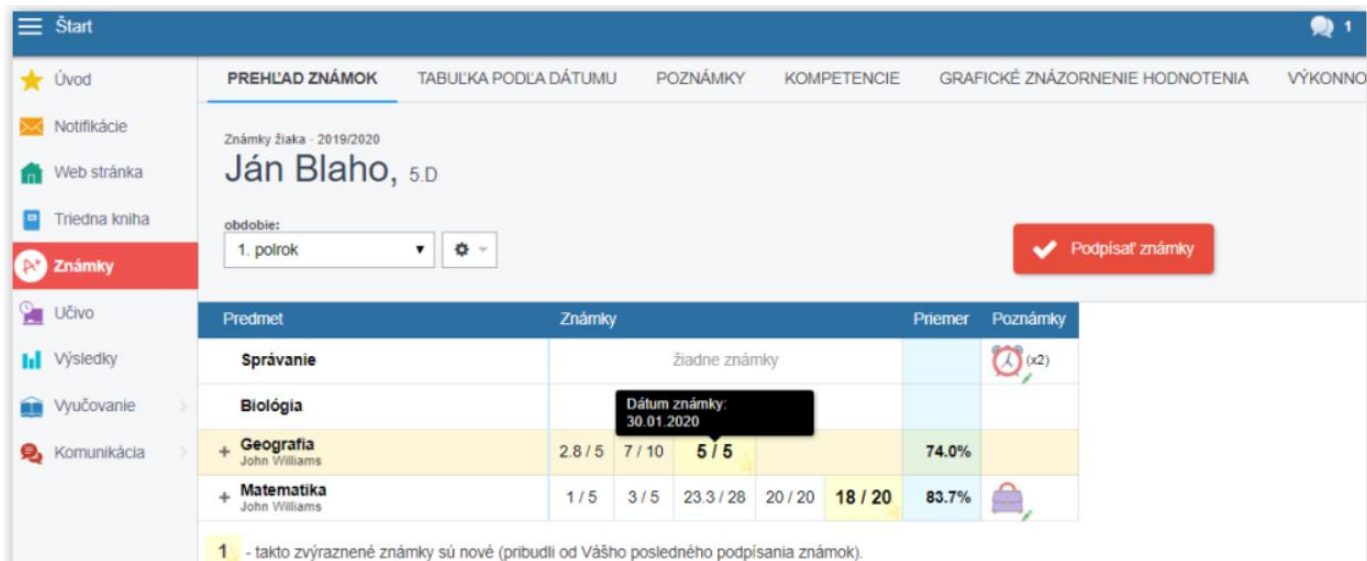 Štart
1
Úvod
Notifikácie
Web stránka
Triedna kniha
Známky
Učivo
Výsledky
Vyučovanie
Komunikácia
PREHĽAD ZNÁMOK TABUĽKA PODĽA DÁTUMU POZNÁMKY KOMPETENCIE GRAFICKÉ ZNÁZORNENIE HODNOTENIA VÝKONNO
Známky žiaka - 2019/2020
Ján Blaho, 5.D
obdobie:
1. polrok
Podpísať známky
Predmet Známky Priemer Poznámky
Správanie žiadne známky (x2)
Biológia
Dátum známky:
30.01.2020
Geografia 2.8 / 5 7 / 10 5 / 5 74.0%
John Williams
Matematika 1 / 5 3 / 5 23.3 / 28 20 / 20 18 / 20 83.7%
John Williams
1 - takto zvýraznené známky sú nové (pribudli od Vášho posledného podpísania známok).